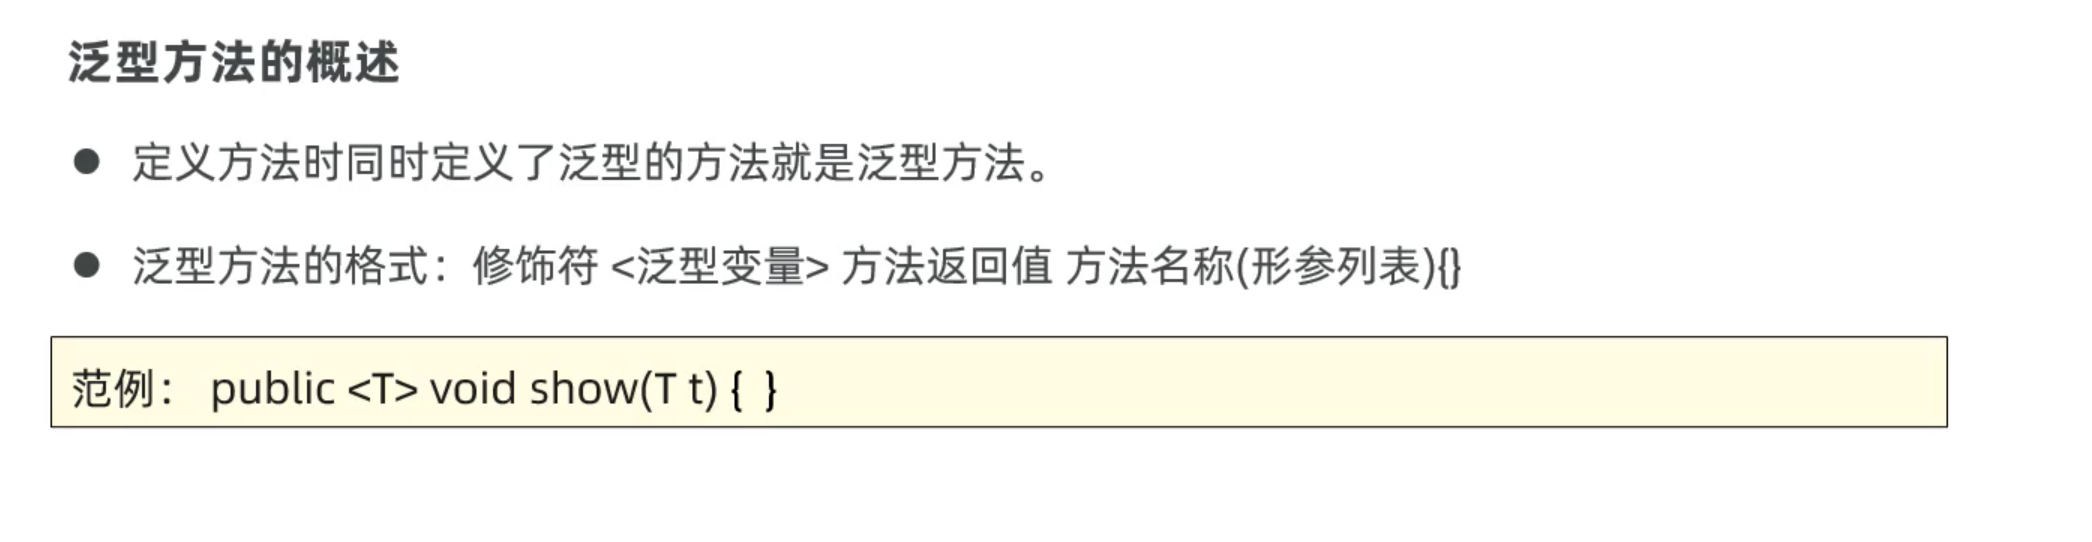 泛型方法的概述
● 定义方法时同时定义了泛型的方法就是泛型方法。
● 泛型方法的格式：修饰符 <泛型变量> 方法返回值 方法名称(形参列表){}
范例： public <T> void show(T t) { }